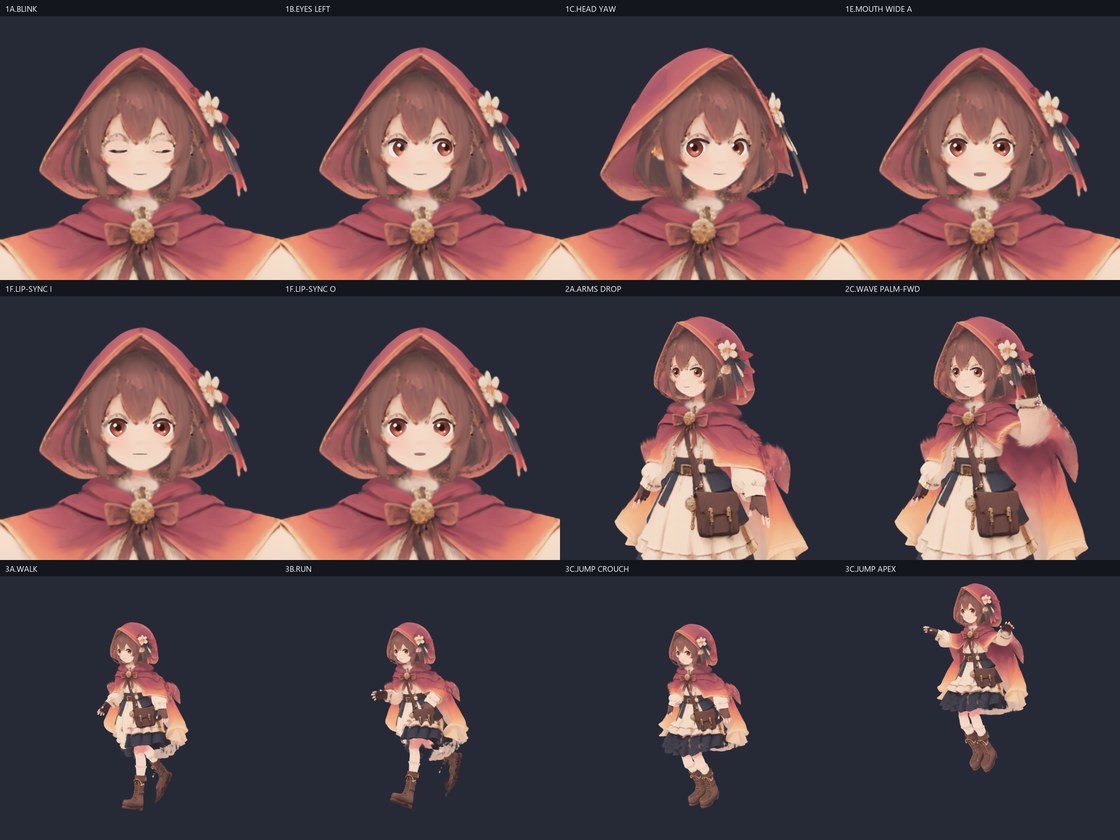 1A.BLINK
1B.EYES LEFT
1C.HEAD YAW
1E.MOUTH WIDE A
1F.LIP-SYNC I
1F.LIP-SYNC O
2A.ARMS DROP
2C.WAVE PALM-FWD
3A.WALK
3B.RUN
3C.JUMP CROUCH
3C.JUMP APEX